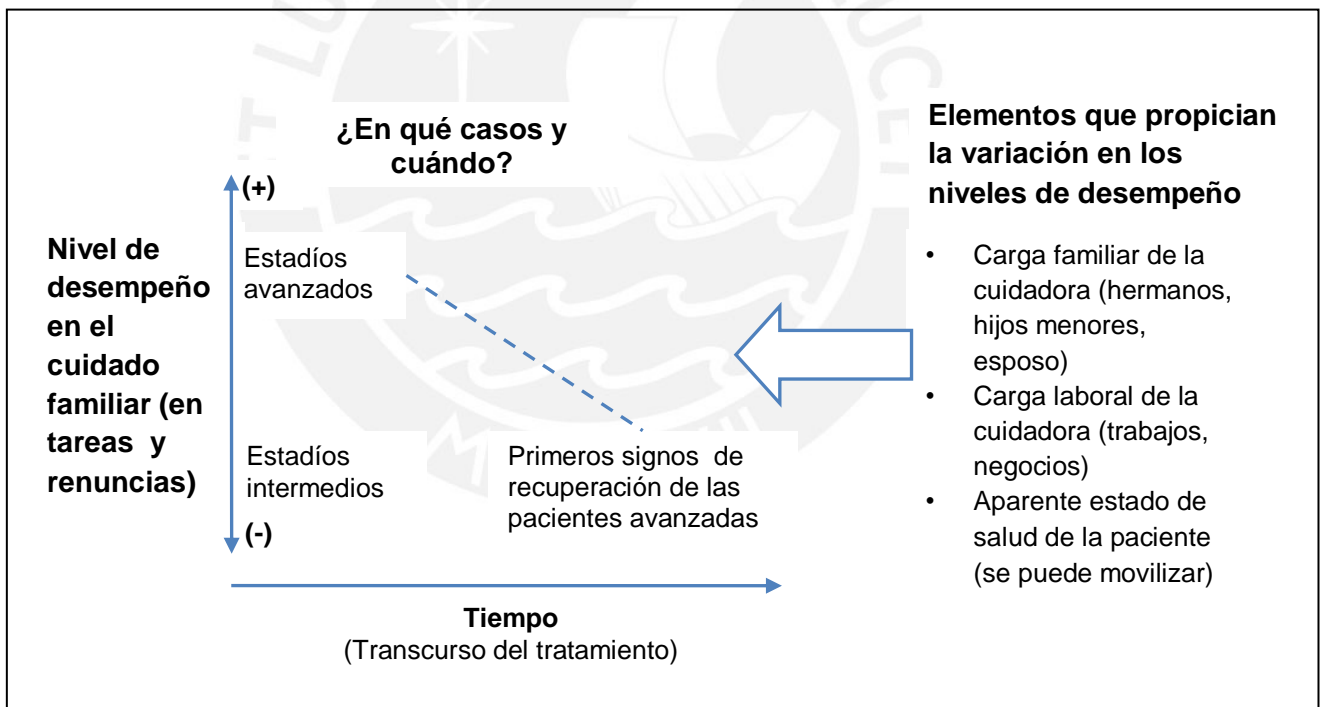 ¿En qué casos y
cuándo?
(+)
Nivel de
desempeño
en el
cuidado
familiar (en
tareas y
renuncias)
Estadíos
avanzados
Estadíos
intermedios
(-)
Primeros signos de
recuperación de las
pacientes avanzadas
Tiempo
(Transcurso del tratamiento)
Elementos que propician
la variación en los
niveles de desempeño
• Carga familiar de la
cuidadora (hermanos,
hijos menores,
esposo)
• Carga laboral de la
cuidadora (trabajos,
negocios)
• Aparente estado de
salud de la paciente
(se puede movilizar)